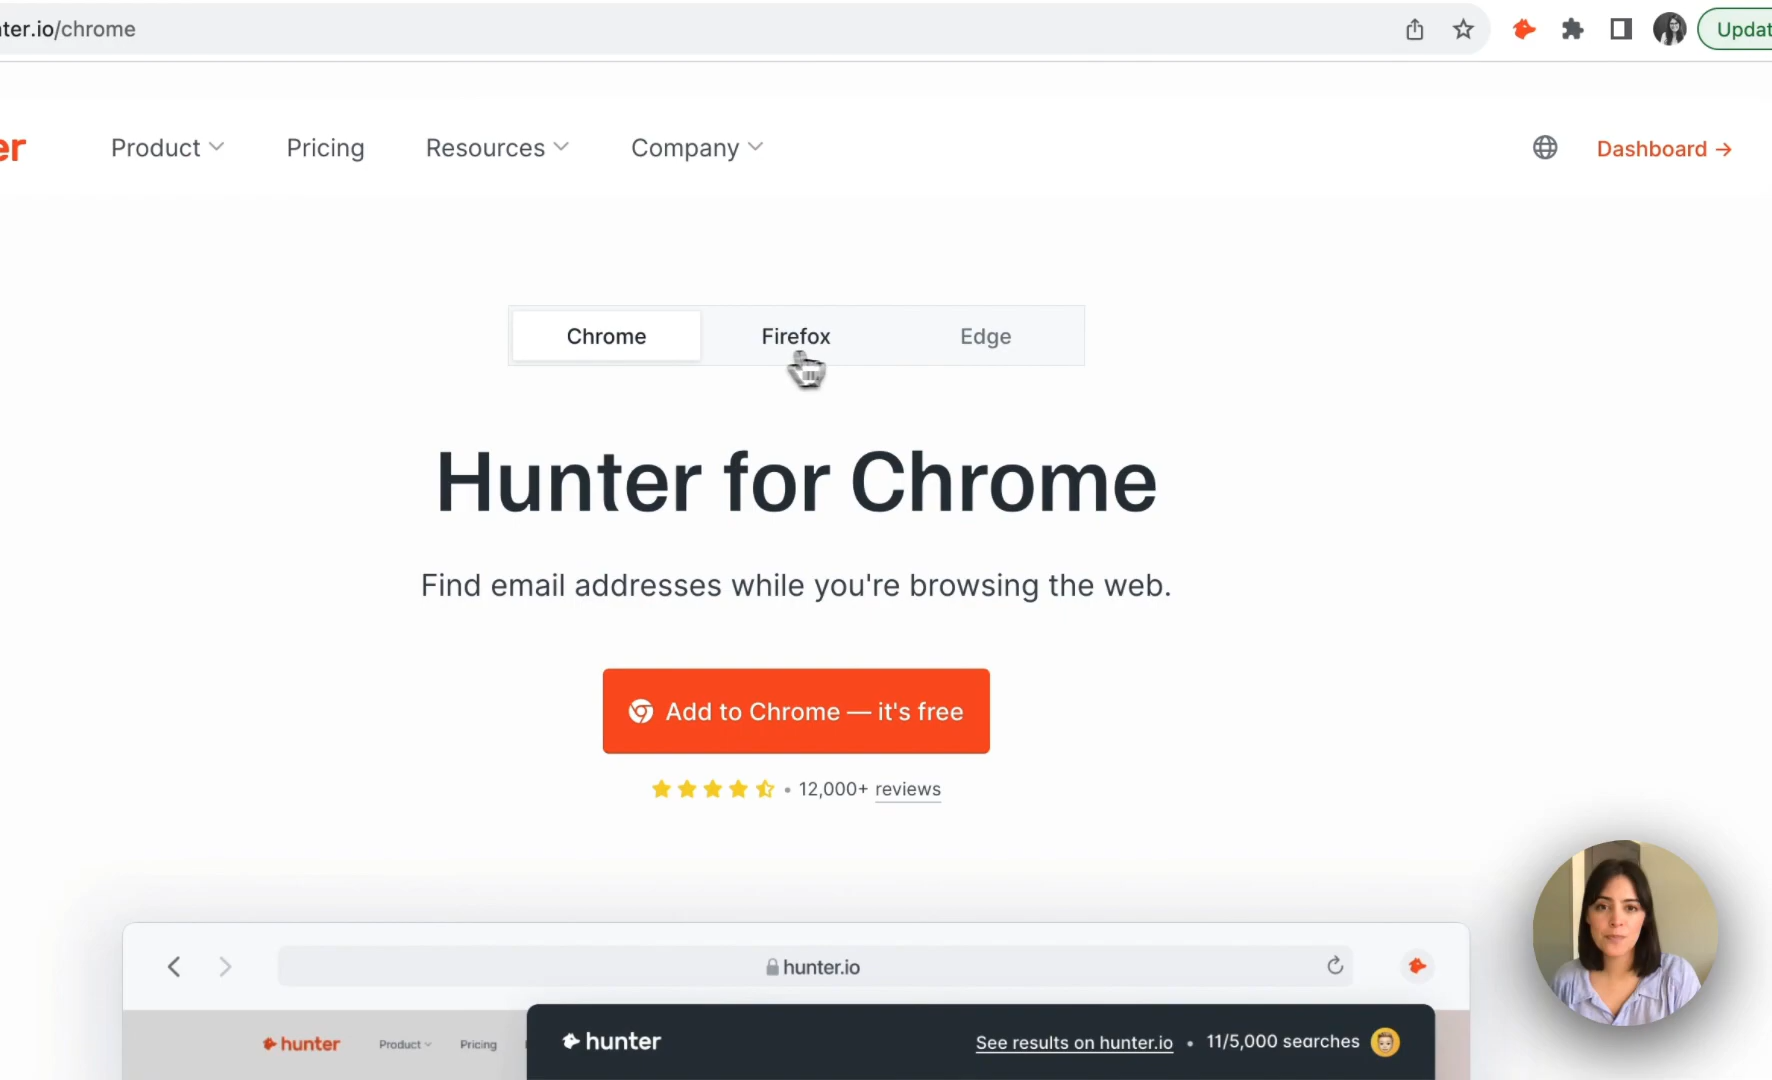 ter.io/chrome
Updat
er
Product
Pricing
Resources
Company
Dashboard →
Chrome
Firefox
Edge
Hunter for Chrome
Find email addresses while you're browsing the web.
Add to Chrome — it's free
• 12,000+ reviews
hunter.io
hunter
Product
Pricing
hunter
See results on hunter.io • 11/5,000 searches